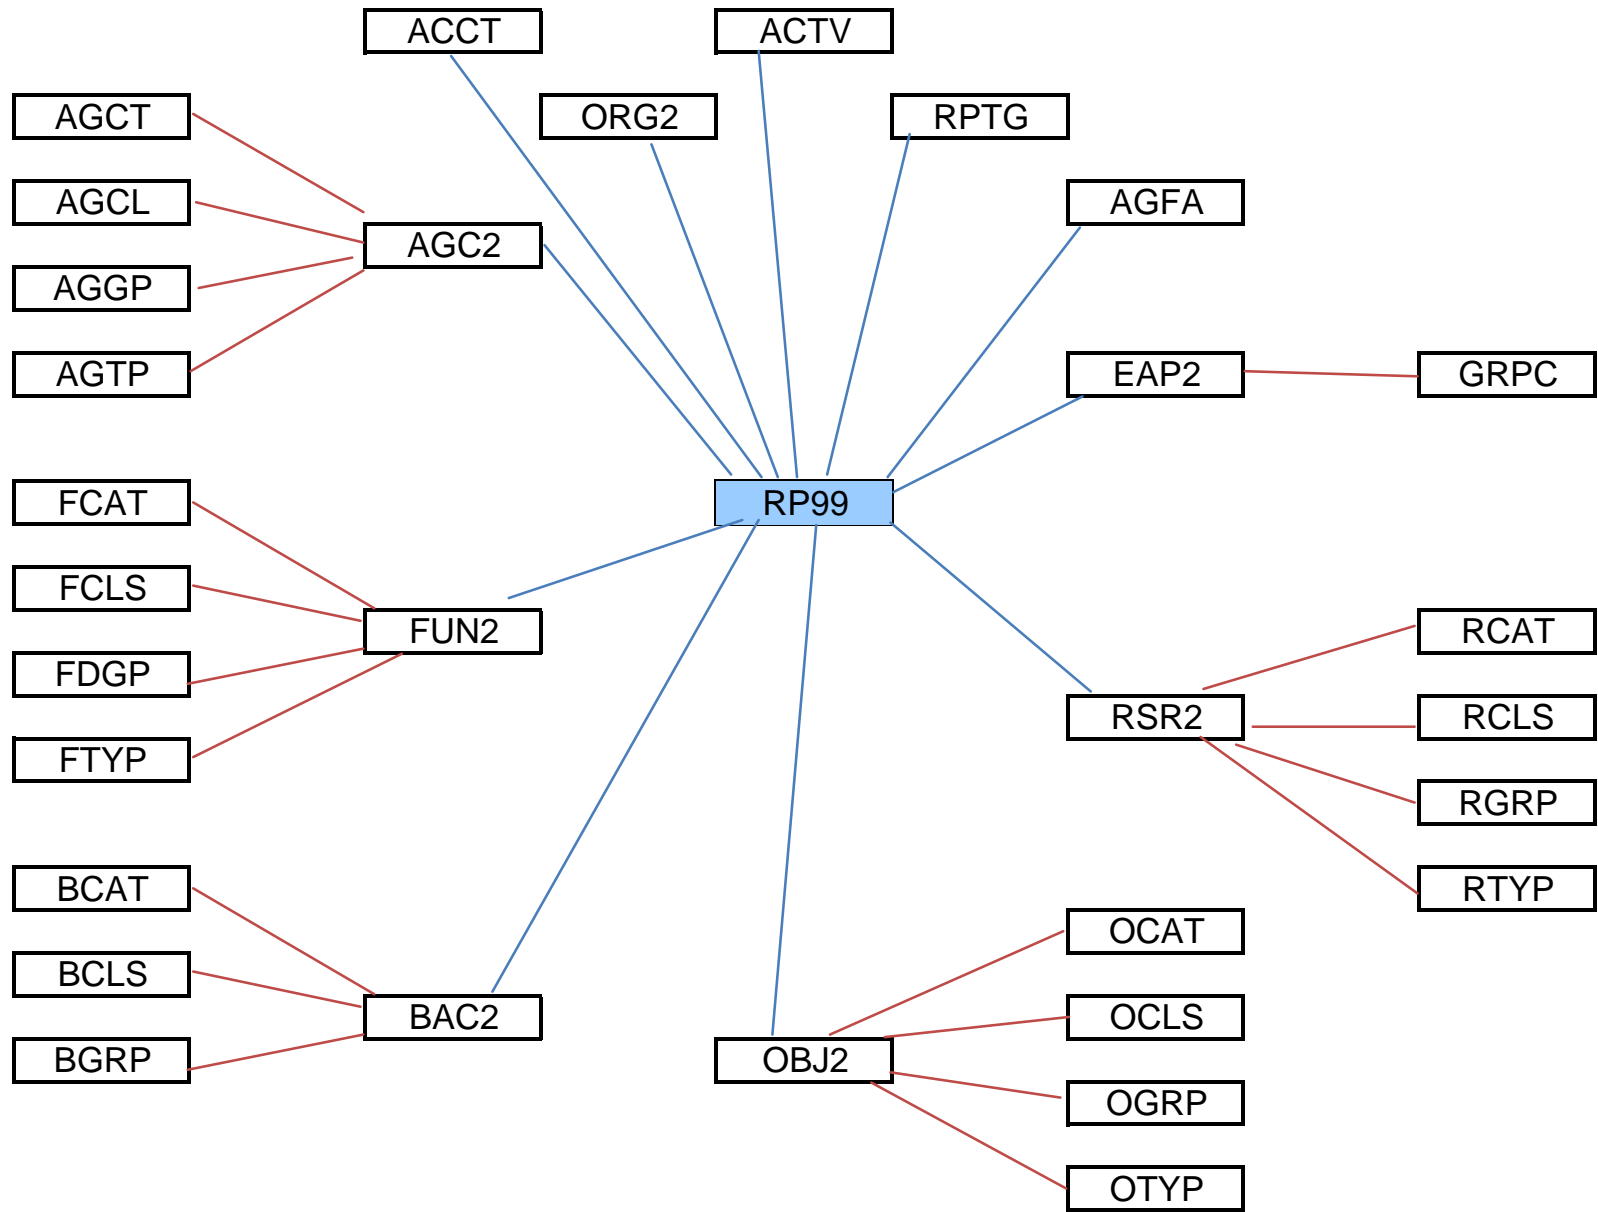 ACCT
ACTV
AGCT
ORG2
RPTG
AGCL
AGFA
AGC2
AGGP
AGTP
EAP2
GRPC
FCAT
RP99
FCLS
FUN2
RCAT
FDGP
RSR2
RCLS
FTYP
RGRP
BCAT
RTYP
OCAT
BCLS
BAC2
OCLS
BGRP
OBJ2
OGRP
OTYP